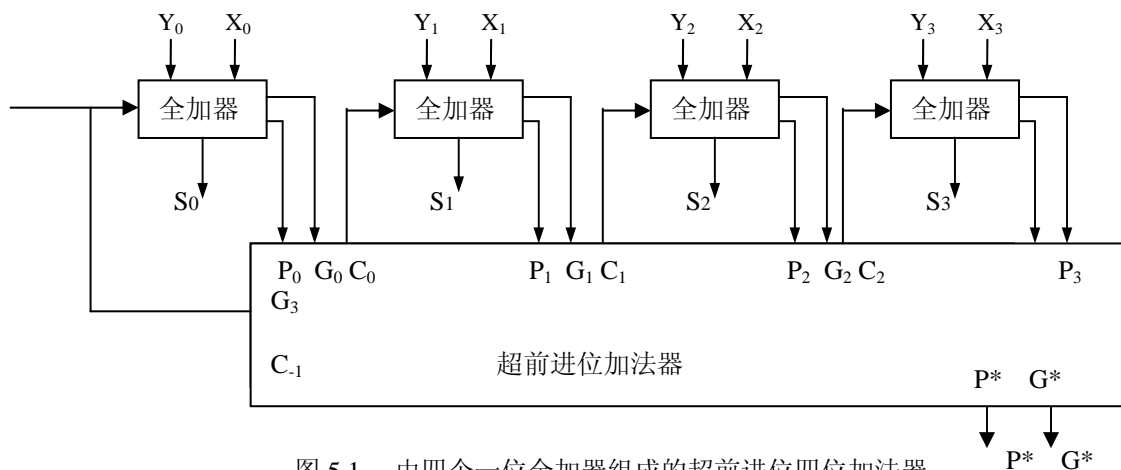 Y₀ X₀ Y₁ X₁ Y₂ X₂ Y₃ X₃
全加器 全加器 全加器 全加器
S0 S1 S2 S3
P₀ G₀ C₀ P₁ G₁ C₁ P₂ G₂ C₂ P₃
G₃
C₋₁ 超前进位加法器
P* G*
P* G*
图 5.1 由四个一位全加器组成的超前进位四位加法器